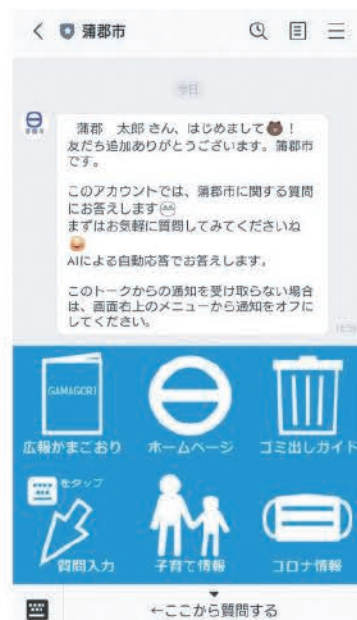 蒲郡市
今日
蒲郡　太郎 さん、はじめまして！
友だち追加ありがとうございます。蒲郡市
です。
このアカウントでは、蒲郡市に関する質問
にお答えします
まずはお気軽に質問してみてくださいね
AIによる自動応答でお答えします。
このトークからの通知を受け取らない場合
は、画面右上のメニューから通知をオフに
してください。
GAMAGORI
広報がまごおり
ホームページ
ゴミ出しガイド
をタップ
質問入力
子育て情報
コロナ情報
←ここから質問する